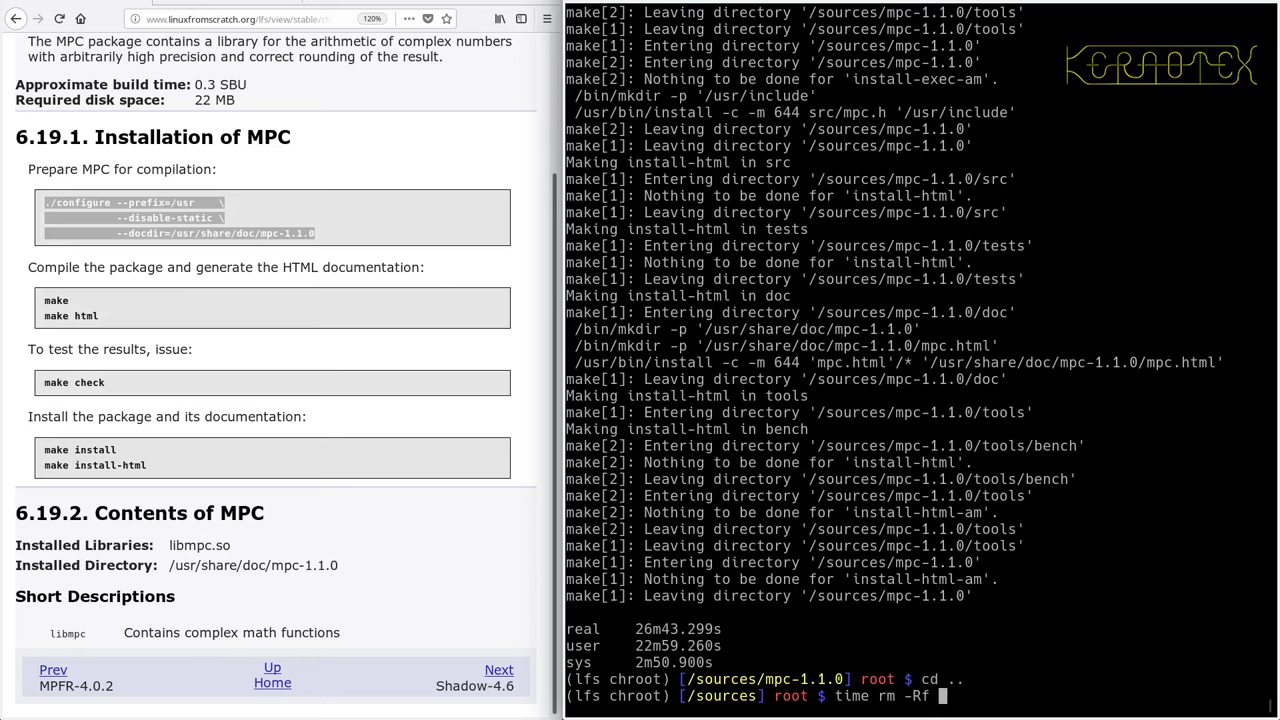 www.linuxfromscratch.org/lfs/view/stable/ch
120%
The MPC package contains a library for the arithmetic of complex numbers
with arbitrarily high precision and correct rounding of the result.
Approximate build time: 0.3 SBU
Required disk space: 22 MB
6.19.1. Installation of MPC
Prepare MPC for compilation:
./configure --prefix=/usr \
--disable-static \
--docdir=/usr/share/doc/mpc-1.1.0
Compile the package and generate the HTML documentation:
make
make html
To test the results, issue:
make check
Install the package and its documentation:
make install
make install-html
6.19.2. Contents of MPC
Installed Libraries: libmpc.so
Installed Directory: /usr/share/doc/mpc-1.1.0
Short Descriptions
libmpc Contains complex math functions
Prev Up Next
MPFR-4.0.2 Home Shadow-4.6
make[2]: Leaving directory '/sources/mpc-1.1.0/tools'
make[1]: Leaving directory '/sources/mpc-1.1.0/tools'
make[1]: Entering directory '/sources/mpc-1.1.0'
make[2]: Entering directory '/sources/mpc-1.1.0'
make[2]: Nothing to be done for 'install-exec-am'.
/bin/mkdir -p '/usr/include'
/usr/bin/install -c -m 644 src/mpc.h '/usr/include'
make[2]: Leaving directory '/sources/mpc-1.1.0'
make[1]: Leaving directory '/sources/mpc-1.1.0'
Making install-html in src
make[1]: Entering directory '/sources/mpc-1.1.0/src'
make[1]: Nothing to be done for 'install-html'.
make[1]: Leaving directory '/sources/mpc-1.1.0/src'
Making install-html in tests
make[1]: Entering directory '/sources/mpc-1.1.0/tests'
make[1]: Nothing to be done for 'install-html'.
make[1]: Leaving directory '/sources/mpc-1.1.0/tests'
Making install-html in doc
make[1]: Entering directory '/sources/mpc-1.1.0/doc'
/bin/mkdir -p '/usr/share/doc/mpc-1.1.0'
/bin/mkdir -p '/usr/share/doc/mpc-1.1.0/mpc.html'
/usr/bin/install -c -m 644 'mpc.html'/* '/usr/share/doc/mpc-1.1.0/mpc.html'
make[1]: Leaving directory '/sources/mpc-1.1.0/doc'
Making install-html in tools
make[1]: Entering directory '/sources/mpc-1.1.0/tools'
Making install-html in bench
make[2]: Entering directory '/sources/mpc-1.1.0/tools/bench'
make[2]: Nothing to be done for 'install-html'.
make[2]: Leaving directory '/sources/mpc-1.1.0/tools/bench'
make[2]: Entering directory '/sources/mpc-1.1.0/tools'
make[2]: Nothing to be done for 'install-html-am'.
make[2]: Leaving directory '/sources/mpc-1.1.0/tools'
make[1]: Leaving directory '/sources/mpc-1.1.0/tools'
make[1]: Entering directory '/sources/mpc-1.1.0'
make[1]: Nothing to be done for 'install-html-am'.
make[1]: Leaving directory '/sources/mpc-1.1.0'
real 26m43.299s
user 22m59.260s
sys 2m50.900s
(lfs chroot) [/sources/mpc-1.1.0] root $ cd ..
(lfs chroot) [/sources] root $ time rm -Rf